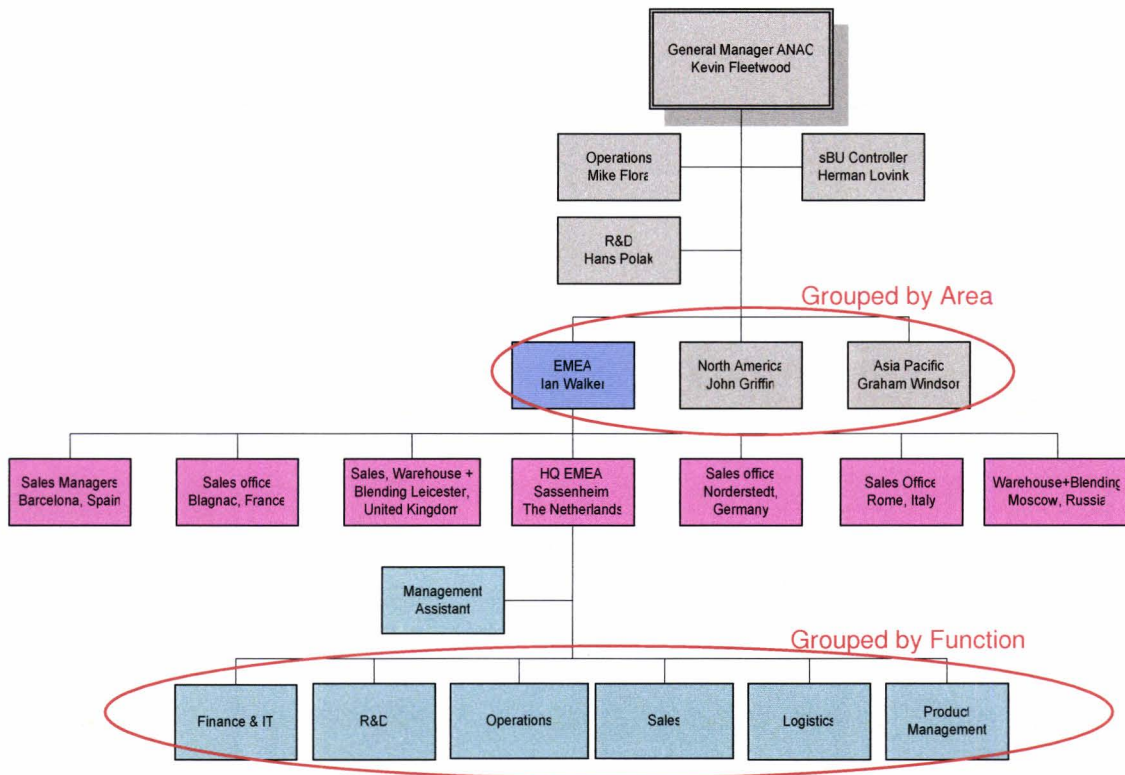 General Manager ANAC
Kevin Fleetwood
Operations
Mike Flora
sBU Controller
Herman Lovink
R&D
Hans Polak
Grouped by Area
EMEA
Ian Walker
North America
John Griffin
Asia Pacific
Graham Windsor
Sales Managers
Barcelona, Spain
Sales office
Blagnac, France
Sales, Warehouse +
Blending Leicester,
United Kingdom
HQ EMEA
Sassenheim
The Netherlands
Sales office
Norderstedt,
Germany
Sales Office
Rome, Italy
Warehouse+Blending
Moscow, Russia
Management
Assistant
Grouped by Function
Finance & IT
R&D
Operations
Sales
Logistics
Product
Management